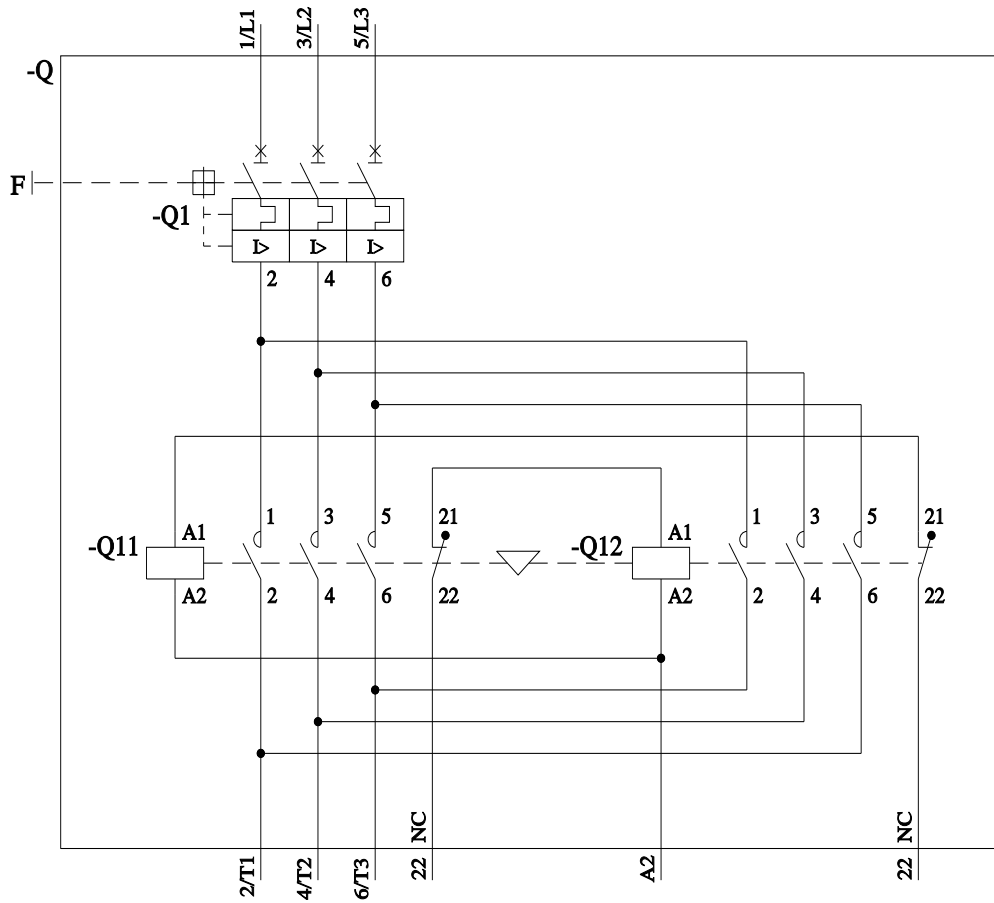 1/L1 3/L2 5/L3
-Q
F
-Q1
I> I> I>
2 4 6
1 3 5 21 1 3 5 21
-Q11 A1 -Q12 A1
A2 2 4 6 22 A2 2 4 6 22
NC NC
2/T1 4/T2 6/T3 22 A2 22